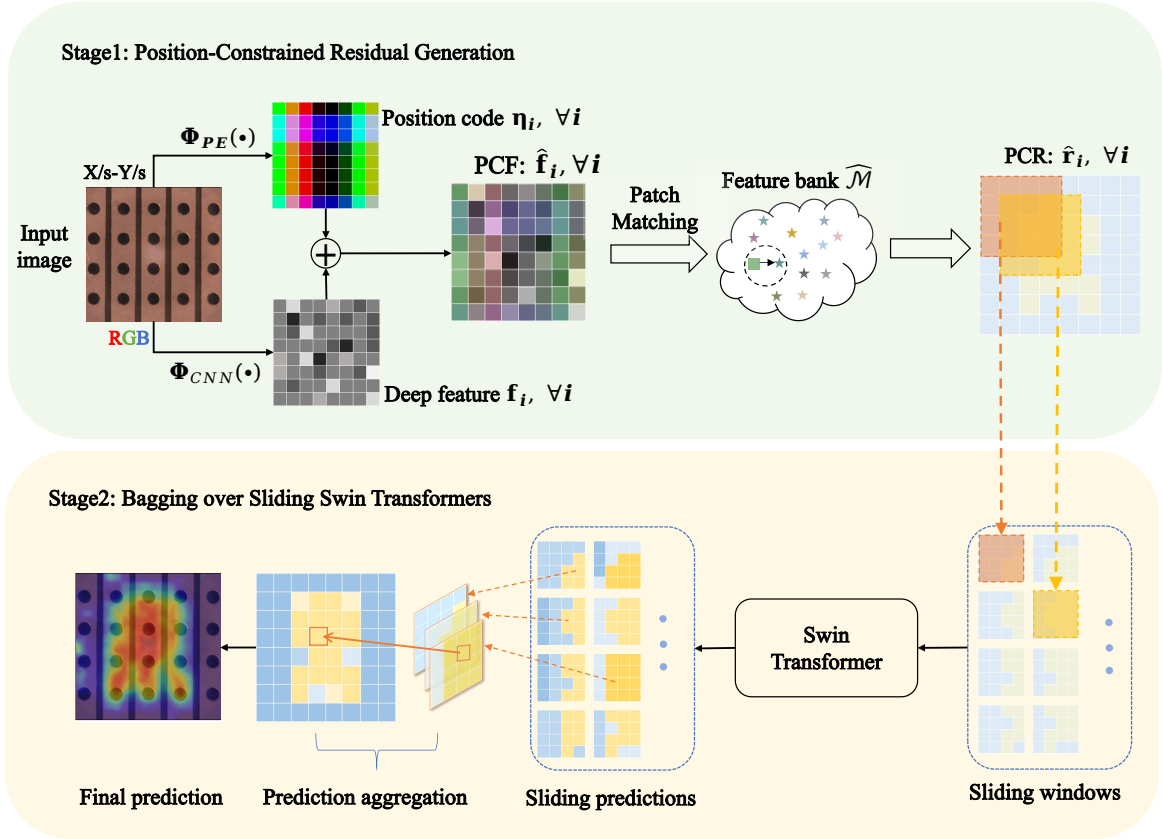 Stage1: Position-Constrained Residual Generation
Position code η_i, ∀i
Φ_PE(•)
PCF: f̂_i, ∀i
PCR: r̂_i, ∀i
X/s-Y/s
Feature bank ℳ̂
Patch
Matching
Input
image
+
RGB
Φ_CNN(•)
Deep feature f_i, ∀i
Stage2: Bagging over Sliding Swin Transformers
Swin
Transformer
Final prediction
Prediction aggregation
Sliding predictions
Sliding windows